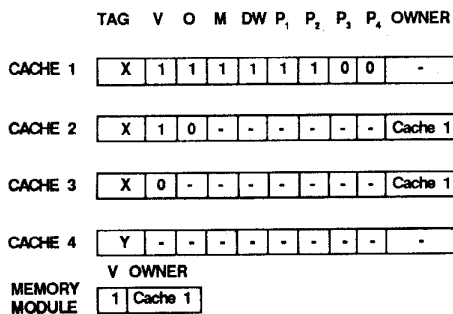 TAG V O M DW P1 P2 P3 P4 OWNER
CACHE 1 X 1 1 1 1 1 1 0 0 -
CACHE 2 X 1 0 - - - - - - Cache 1
CACHE 3 X 0 - - - - - - - Cache 1
CACHE 4 Y - - - - - - - - -
V OWNER
MEMORY MODULE 1 Cache 1